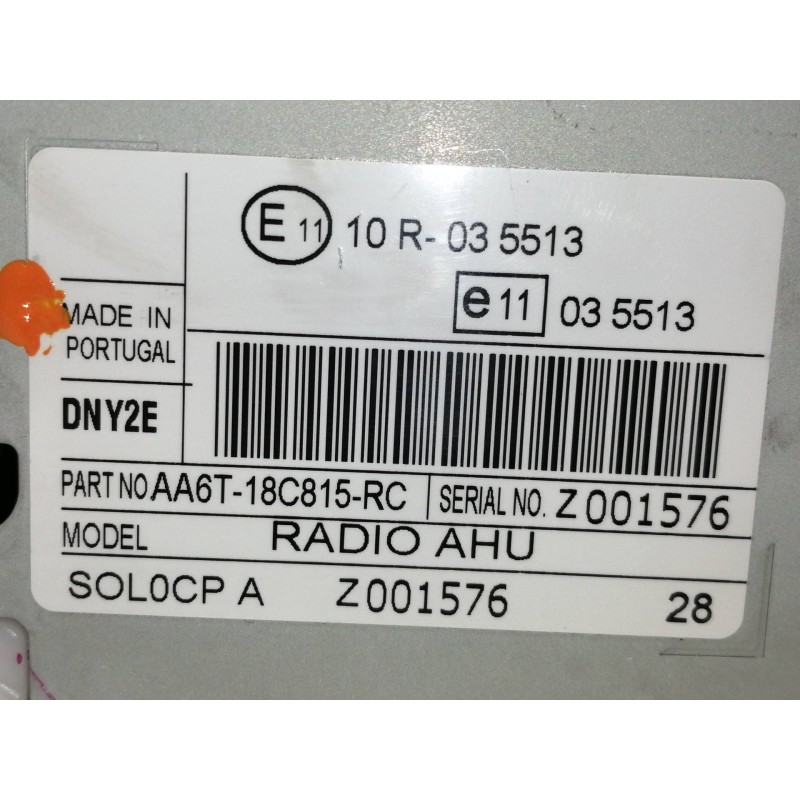 E 11 10 R- 03 5513
e 11 03 5513
MADE IN
PORTUGAL
DNY2E
PART NO AA6T-18C815-RC SERIAL NO. Z001576
MODEL RADIO AHU
SOL0CP A Z001576 28